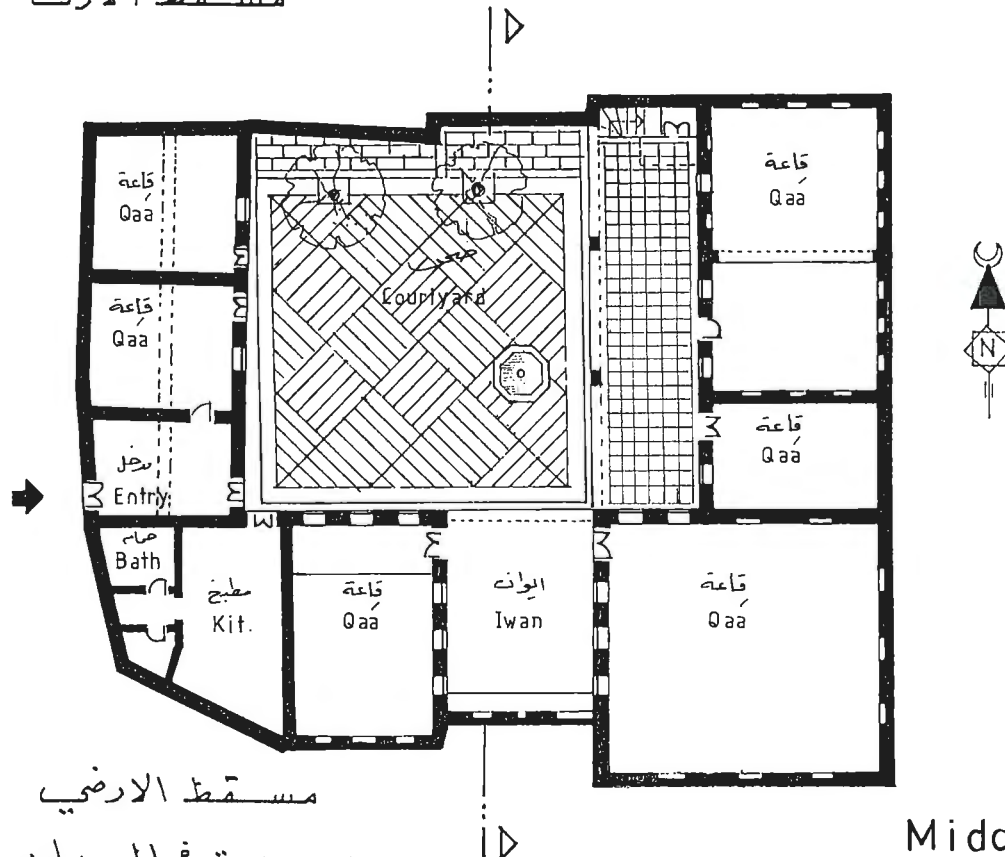 قاعة
Qaa
قاعة
Qaa
قاعة
Qaa
مدخل
Entry
صحن
Courtyard
قاعة
Qaa
حمام
Bath
مطبخ
Kit.
قاعة
Qaa
ايوان
Iwan
قاعة
Qaa
N
مسقط الارضي